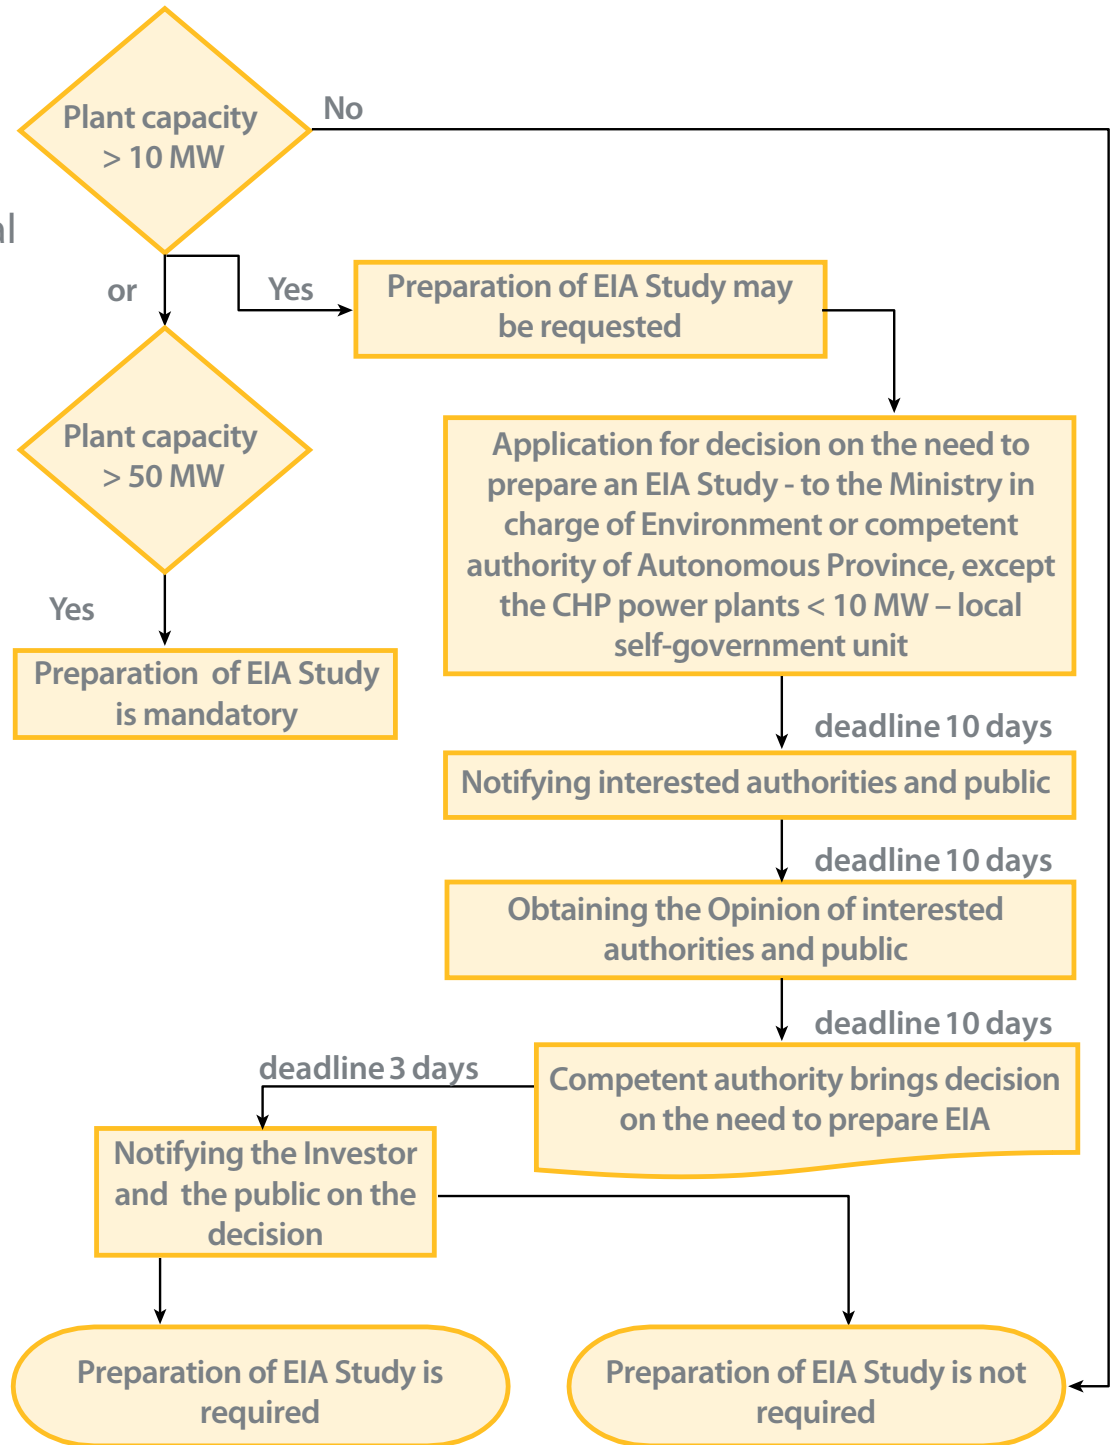 Plant capacity
> 10 MW
No
al
or
Yes
Preparation of EIA Study may
be requested
Plant capacity
> 50 MW
Application for decision on the need to
prepare an EIA Study - to the Ministry in
charge of Environment or competent
authority of Autonomous Province, except
the CHP power plants < 10 MW – local
self-government unit
Yes
Preparation of EIA Study
is mandatory
deadline 10 days
Notifying interested authorities and public
deadline 10 days
Obtaining the Opinion of interested
authorities and public
deadline 10 days
Competent authority brings decision
on the need to prepare EIA
deadline 3 days
Notifying the Investor
and the public on the
decision
Preparation of EIA Study is
required
Preparation of EIA Study is not
required